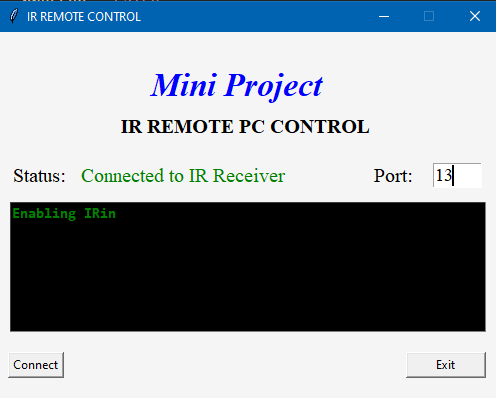 IR REMOTE CONTROL
Mini Project
IR REMOTE PC CONTROL
Status: Connected to IR Receiver Port: 13
Enabling IRin
Connect Exit